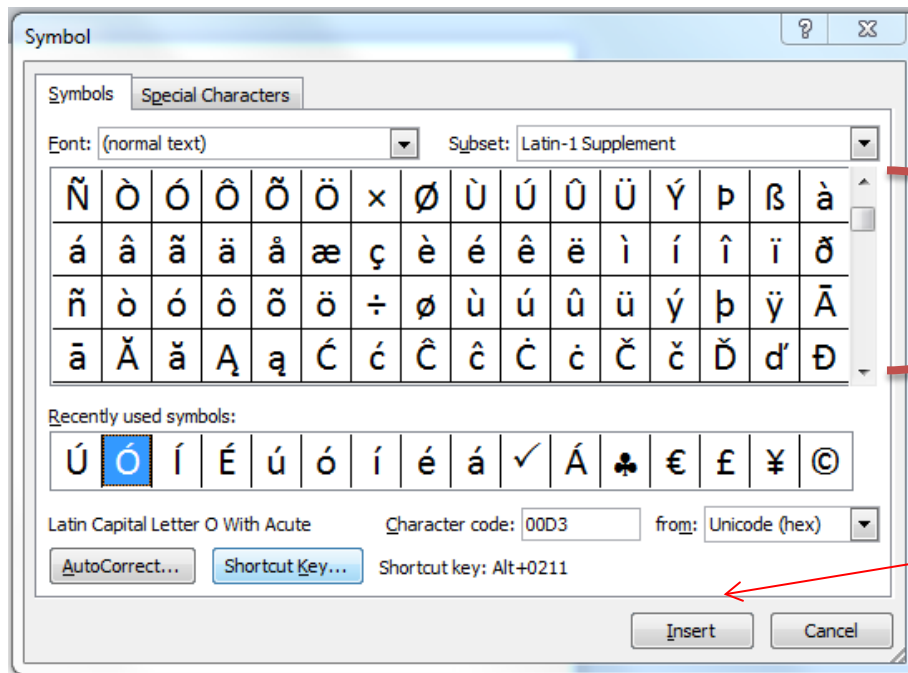 Symbol
Symbols Special Characters
Font: (normal text) Subset: Latin-1 Supplement
Ñ Ò Ó Ô Õ Ö × Ø Ù Ú Û Ü Ý Þ ß à
á â ã ä å æ ç è é ê ë ì í î ï ð
ñ ò ó ô õ ö ÷ ø ù ú û ü ý þ ÿ Ā
ā Ă ă Ą ą Ć ć Ĉ ĉ Ċ ċ Č č Ď ď Đ
Recently used symbols:
Ú Ó Í É ú ó í é á ✓ Á ♣ € £ ¥ ©
Latin Capital Letter O With Acute Character code: 00D3 from: Unicode (hex)
AutoCorrect... Shortcut Key... Shortcut key: Alt+0211
Insert Cancel